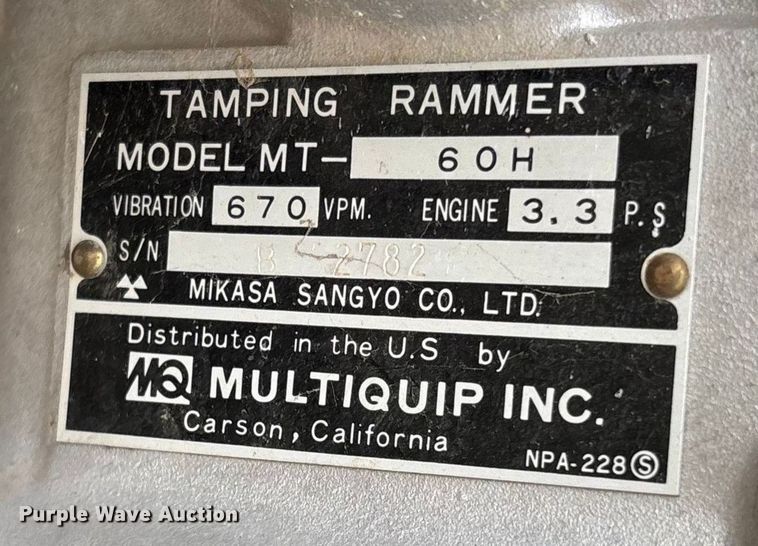 TAMPING RAMMER
MODEL MT- 60H
VIBRATION 670 VPM. ENGINE 3.3 P.S
S/N B 2782
MIKASA SANGYO CO., LTD.
Distributed in the U.S by
MQ MULTIQUIP INC.
Carson, California
NPA-228 Ⓢ
Purple Wave Auction